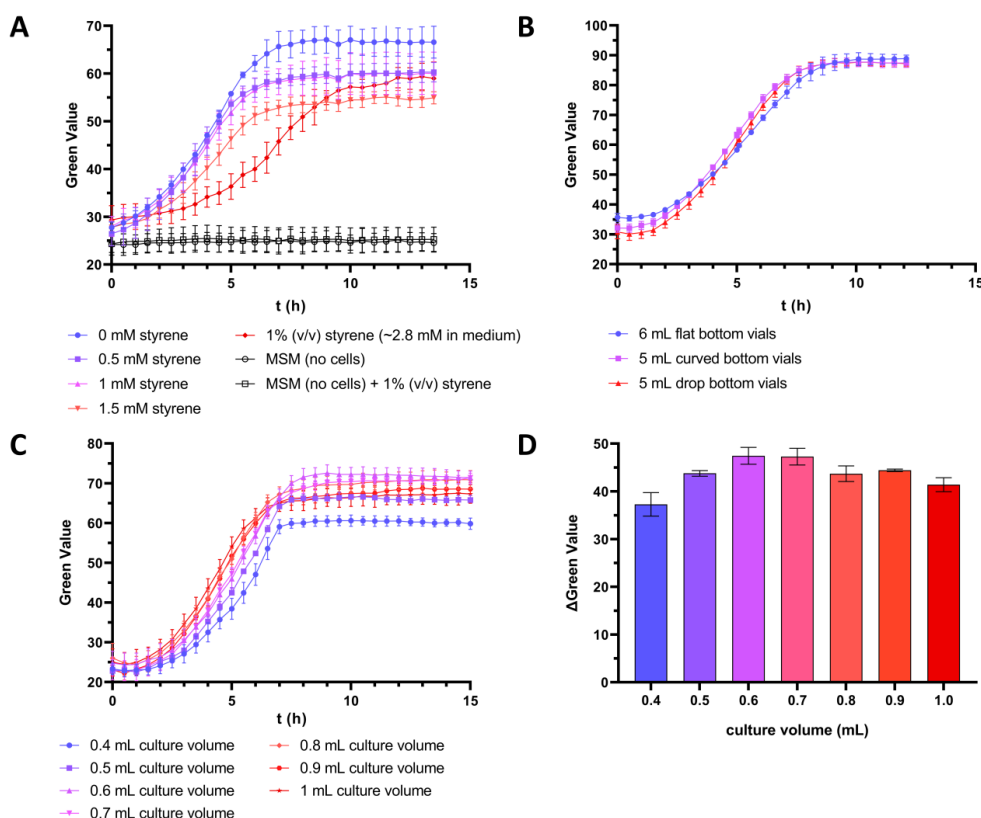 A
70
60
50
40
30
20
Green Value
0
5
10
15
t (h)
0 mM styrene
0.5 mM styrene
1 mM styrene
1.5 mM styrene
1% (v/v) styrene (~2.8 mM in medium)
MSM (no cells)
MSM (no cells) + 1% (v/v) styrene
B
100
90
80
70
60
50
40
30
20
Green Value
0
5
10
15
t (h)
6 mL flat bottom vials
5 mL curved bottom vials
5 mL drop bottom vials
C
80
70
60
50
40
30
20
Green Value
0
5
10
15
t (h)
0.4 mL culture volume
0.5 mL culture volume
0.6 mL culture volume
0.7 mL culture volume
0.8 mL culture volume
0.9 mL culture volume
1 mL culture volume
D
50
40
30
20
10
0
ΔGreen Value
0.4 0.5 0.6 0.7 0.8 0.9 1.0
culture volume (mL)